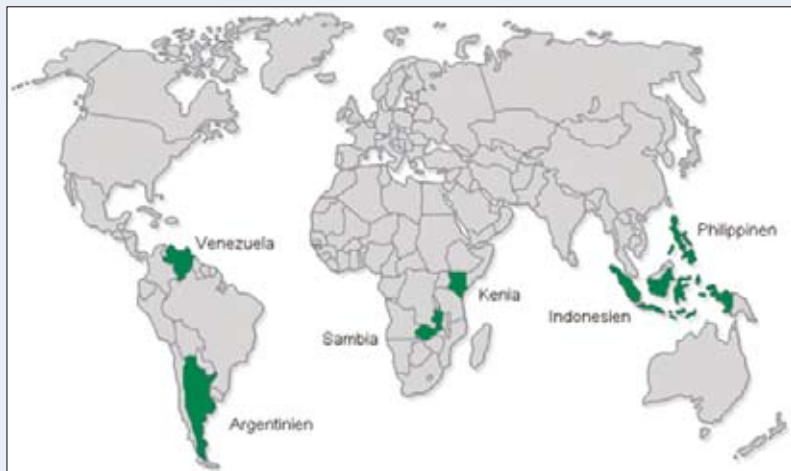 Venezuela
Philippinen
Kenia
Indonesien
Sambia
Argentinien